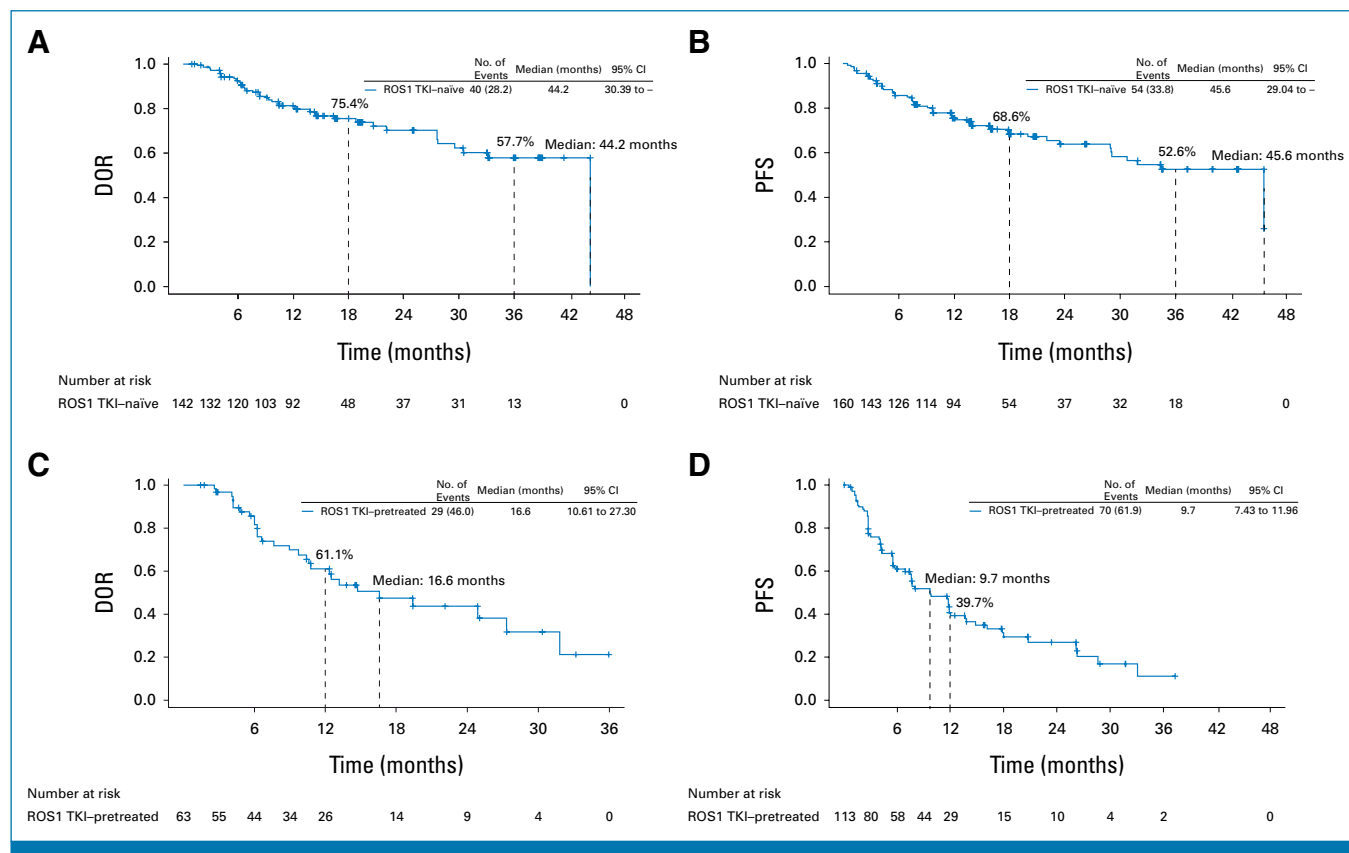 A
1.0
0.8
0.6
0.4
0.2
0.0
DOR
No. of Events Median (months) 95% CI
ROS1 TKI–naïve 40 (28.2) 44.2 30.39 to –
75.4%
57.7%
Median: 44.2 months
6 12 18 24 30 36 42 48
Time (months)
Number at risk
ROS1 TKI–naïve 142 132 120 103 92 48 37 31 13 0
B
1.0
0.8
0.6
0.4
0.2
0.0
PFS
No. of Events Median (months) 95% CI
ROS1 TKI–naïve 54 (33.8) 45.6 29.04 to –
68.6%
52.6%
Median: 45.6 months
6 12 18 24 30 36 42 48
Time (months)
Number at risk
ROS1 TKI–naïve 160 143 126 114 94 54 37 32 18 0
C
1.0
0.8
0.6
0.4
0.2
0.0
DOR
No. of Events Median (months) 95% CI
ROS1 TKI–pretreated 29 (46.0) 16.6 10.61 to 27.30
61.1%
Median: 16.6 months
6 12 18 24 30 36
Time (months)
Number at risk
ROS1 TKI–pretreated 63 55 44 34 26 14 9 4 0
D
1.0
0.8
0.6
0.4
0.2
0.0
PFS
No. of Events Median (months) 95% CI
ROS1 TKI–pretreated 70 (61.9) 9.7 7.43 to 11.96
Median: 9.7 months
39.7%
6 12 18 24 30 36 42 48
Time (months)
Number at risk
ROS1 TKI–pretreated 113 80 58 44 29 15 10 4 2 0